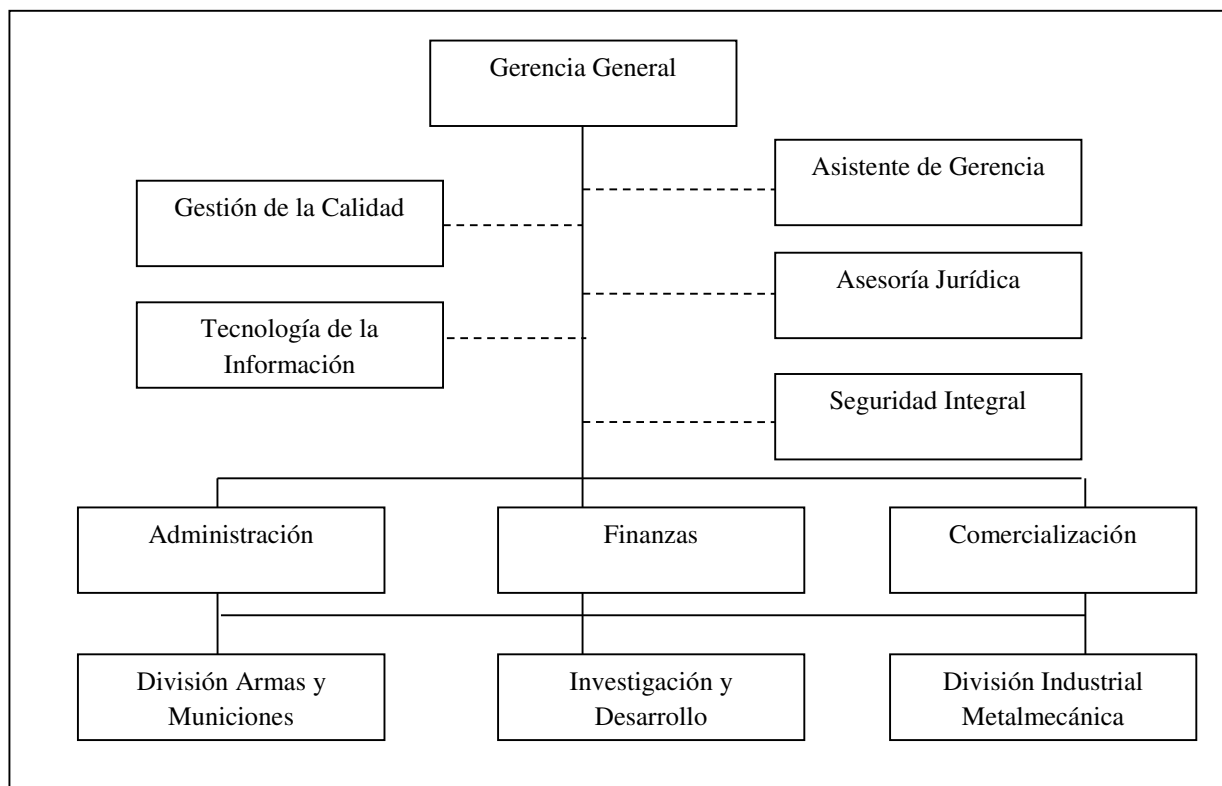 Gerencia General
Asistente de Gerencia
Gestión de la Calidad
Asesoría Jurídica
Tecnología de la
Información
Seguridad Integral
Administración
Finanzas
Comercialización
División Armas y
Municiones
Investigación y
Desarrollo
División Industrial
Metalmecánica